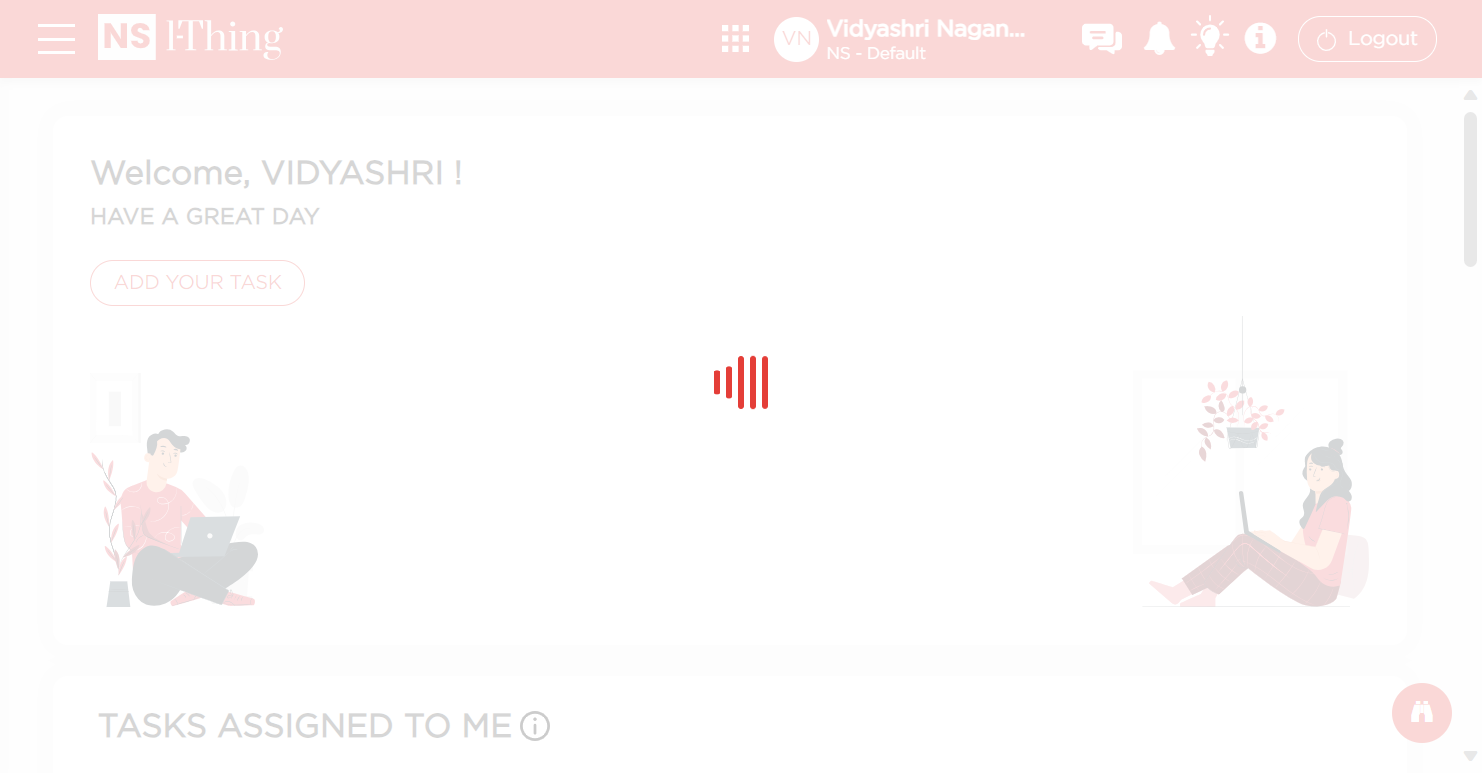 NS I-Thing
VN
Vidyashri Nagan...
NS - Default
Logout
Welcome, VIDYASHRI !
HAVE A GREAT DAY
ADD YOUR TASK
TASKS ASSIGNED TO ME